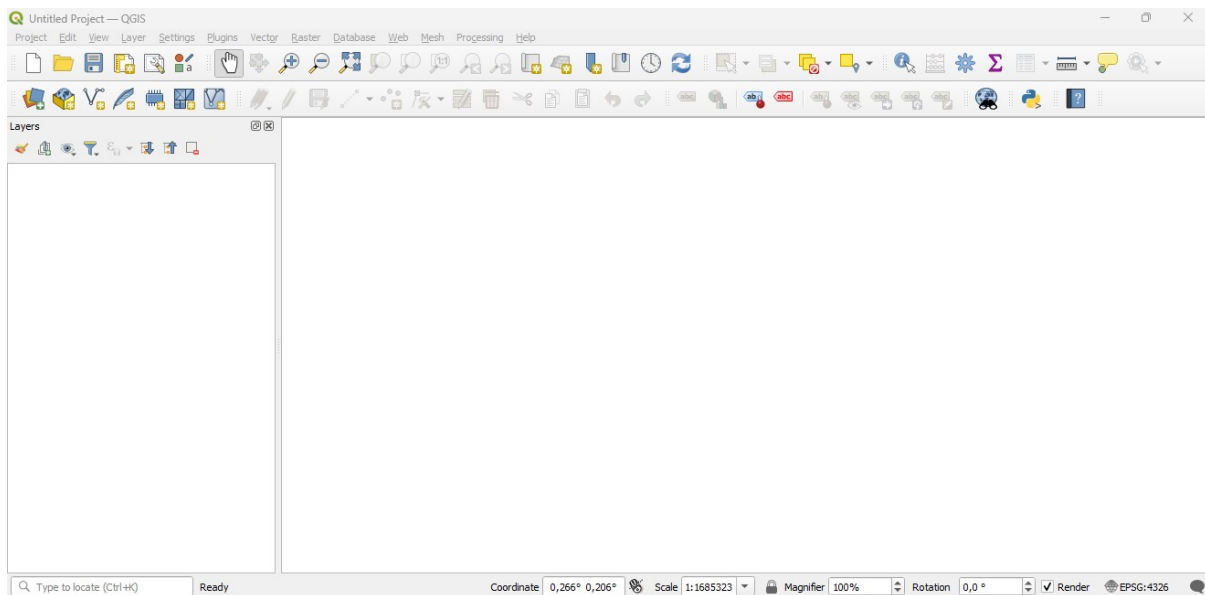 Untitled Project — QGIS
Project Edit View Layer Settings Plugins Vector Raster Database Web Mesh Processing Help
Layers
Type to locate (Ctrl+K) Ready Coordinate 0,266° 0,206° Scale 1:1685323 Magnifier 100% Rotation 0,0 ° Render EPSG:4326